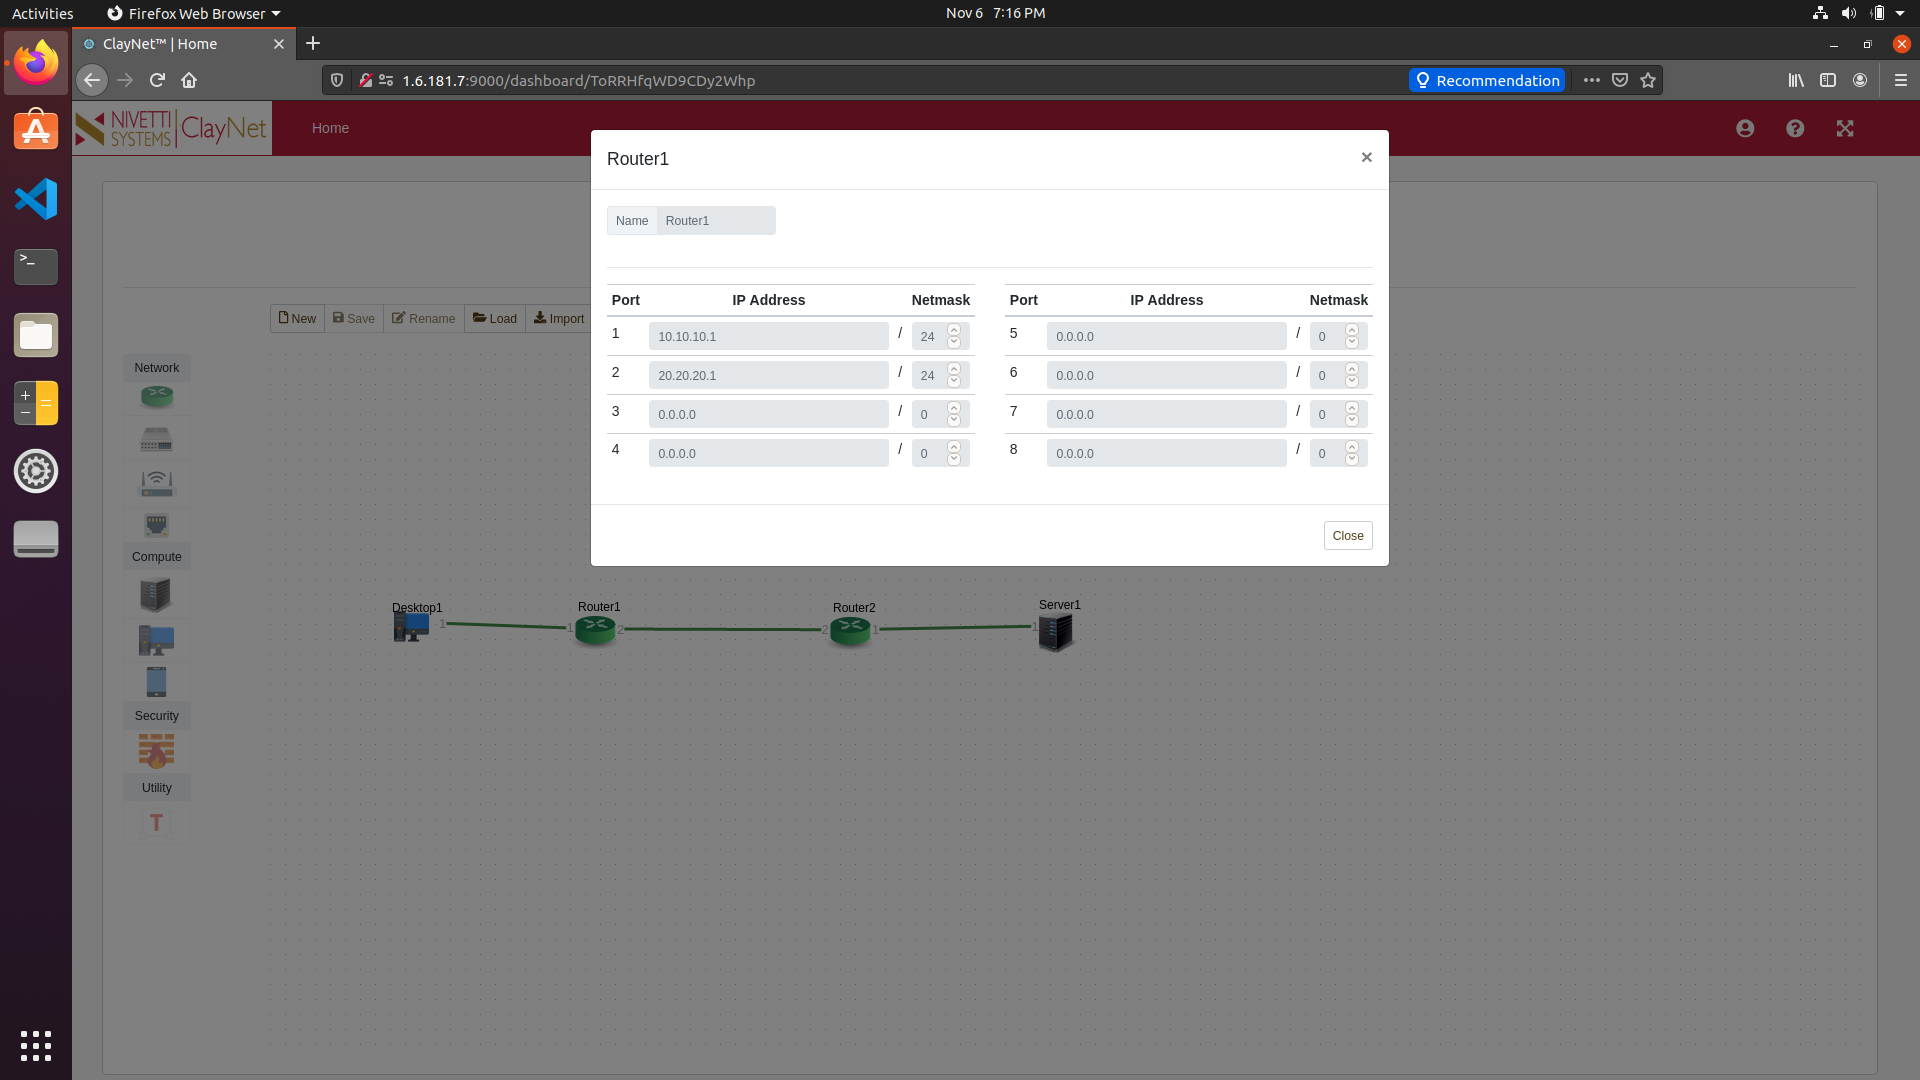 Activities
Firefox Web Browser
Nov 6 7:16 PM
ClayNet™ | Home
1.6.181.7:9000/dashboard/ToRRHfqWD9CDy2Whp
Recommendation
NIVETTI SYSTEMS ClayNet
Home
Router1
×
Name Router1
Port IP Address Netmask Port IP Address Netmask
1 10.10.10.1 / 24 5 0.0.0.0 / 0
2 20.20.20.1 / 24 6 0.0.0.0 / 0
3 0.0.0.0 / 0 7 0.0.0.0 / 0
4 0.0.0.0 / 0 8 0.0.0.0 / 0
Close
New Save Rename Load Import
Network
Compute
Security
Utility
T
Desktop1 Router1 Router2 Server1
1 1 2 2 1 1